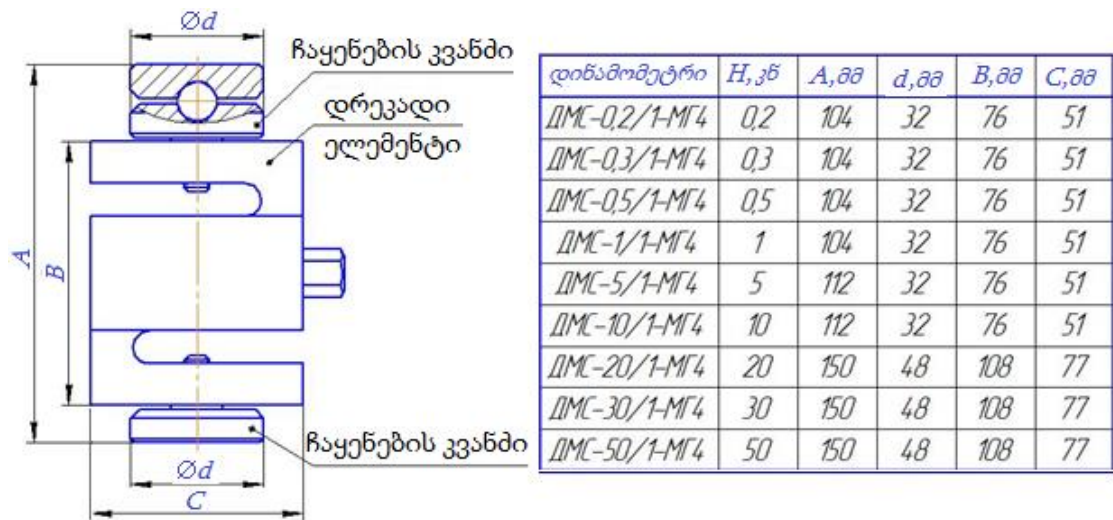 Ød
ჩაყენების კვანძი
დრეკადი
ელემენტი
A
B
ჩაყენების კვანძი
Ød
C
დინამომეტრი H, კნ A, მმ d, მმ B, მმ C, მმ
ДМС-0,2/1-МГ4 0,2 104 32 76 51
ДМС-0,3/1-МГ4 0,3 104 32 76 51
ДМС-0,5/1-МГ4 0,5 104 32 76 51
ДМС-1/1-МГ4 1 104 32 76 51
ДМС-5/1-МГ4 5 112 32 76 51
ДМС-10/1-МГ4 10 112 32 76 51
ДМС-20/1-МГ4 20 150 48 108 77
ДМС-30/1-МГ4 30 150 48 108 77
ДМС-50/1-МГ4 50 150 48 108 77